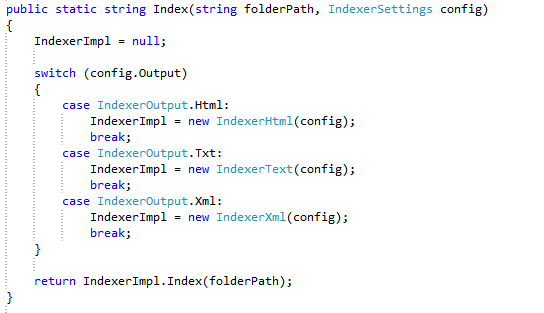 public static string Index(string folderPath, IndexerSettings config)
{
    IndexerImpl = null;

    switch (config.Output)
    {
        case IndexerOutput.Html:
            IndexerImpl = new IndexerHtml(config);
            break;
        case IndexerOutput.Txt:
            IndexerImpl = new IndexerText(config);
            break;
        case IndexerOutput.Xml:
            IndexerImpl = new IndexerXml(config);
            break;
    }

    return IndexerImpl.Index(folderPath);
}